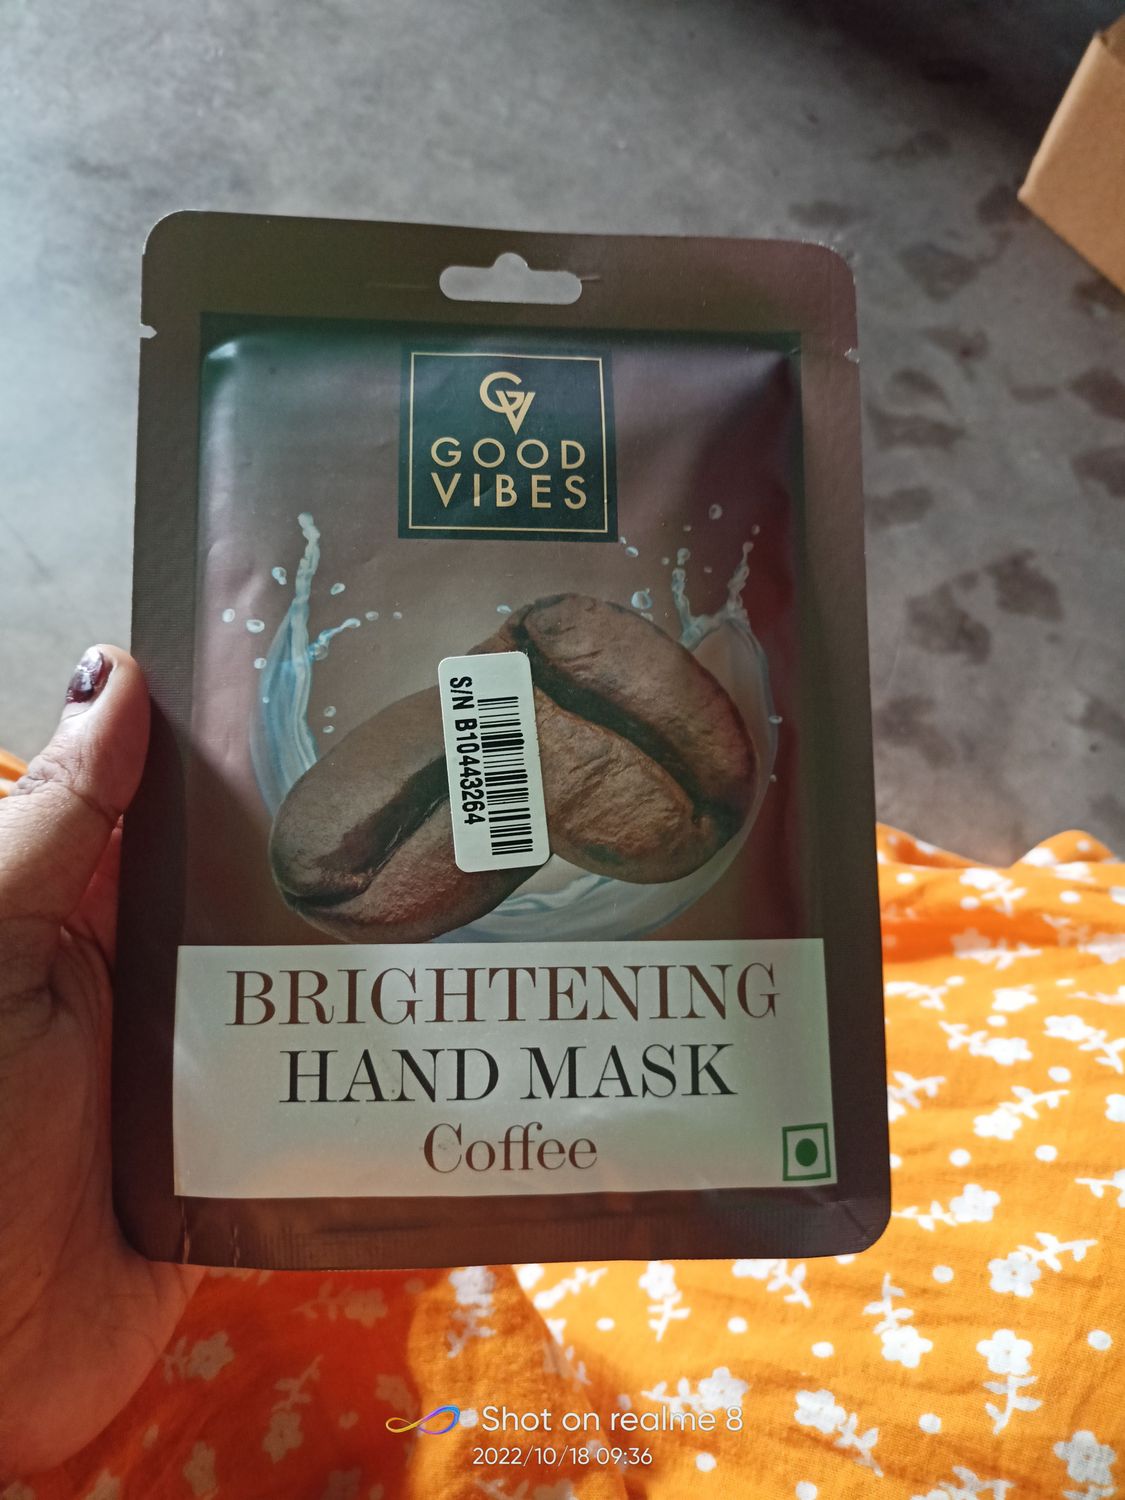 GV
GOOD
VIBES
S/N B10443264
BRIGHTENING
HAND MASK
Coffee
Shot on realme 8
2022/10/18 09:36